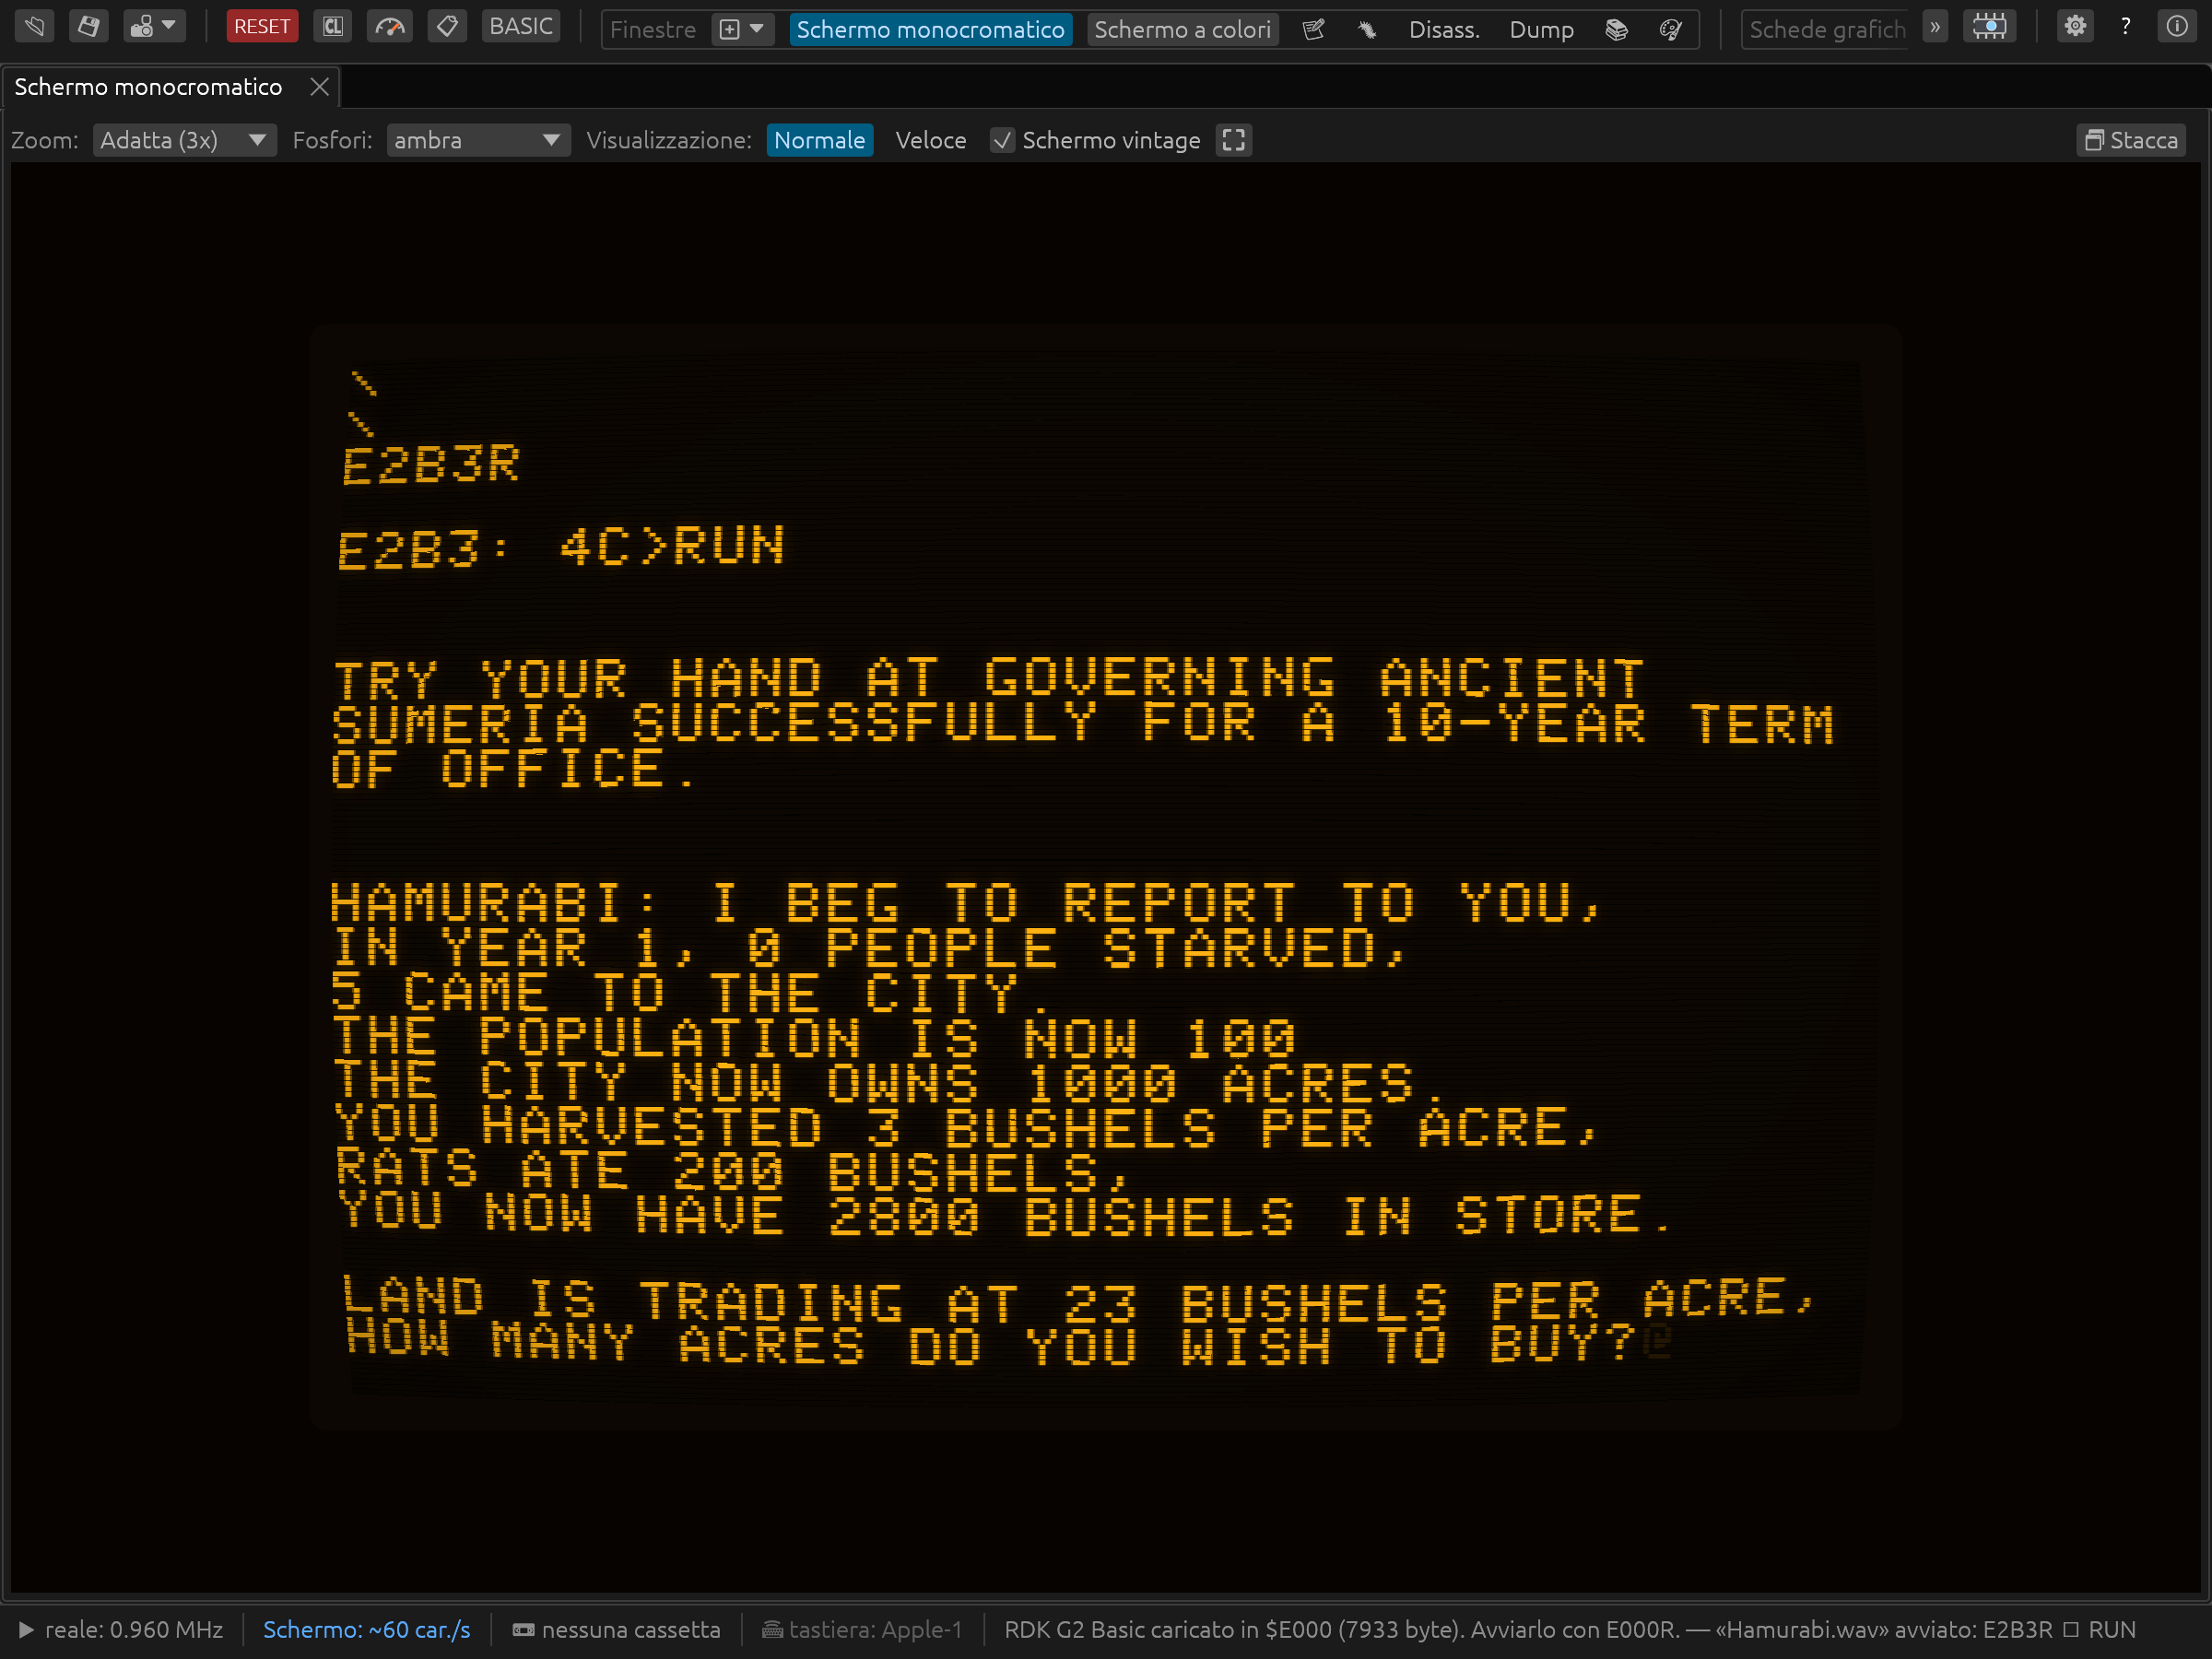 RESET CL BASIC Finestre Schermo monocromatico Schermo a colori Disass. Dump Schede grafich » ?
Schermo monocromatico
Zoom: Adatta (3x) Fosfori: ambra Visualizzazione: Normale Veloce Schermo vintage Stacca
\
\
E2B3R
E2B3: 4C>RUN
TRY YOUR HAND AT GOVERNING ANCIENT
SUMERIA SUCCESSFULLY FOR A 10-YEAR TERM
OF OFFICE.
HAMURABI: I BEG TO REPORT TO YOU,
IN YEAR 1, 0 PEOPLE STARVED,
5 CAME TO THE CITY.
THE POPULATION IS NOW 100
THE CITY NOW OWNS 1000 ACRES.
YOU HARVESTED 3 BUSHELS PER ACRE,
RATS ATE 200 BUSHELS,
YOU NOW HAVE 2800 BUSHELS IN STORE.
LAND IS TRADING AT 23 BUSHELS PER ACRE,
HOW MANY ACRES DO YOU WISH TO BUY?@
reale: 0.960 MHz Schermo: ~60 car./s nessuna cassetta tastiera: Apple-1 RDK G2 Basic caricato in $E000 (7933 byte). Avviarlo con E000R. — «Hamurabi.wav» avviato: E2B3R □ RUN